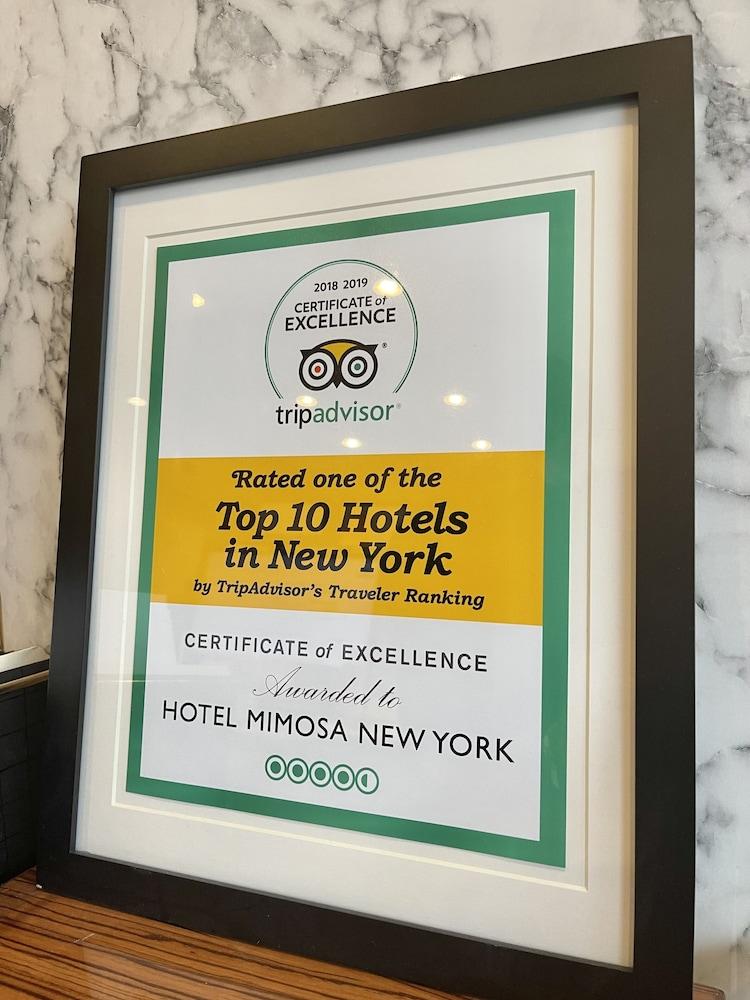 2018 2019
CERTIFICATE of
EXCELLENCE
tripadvisor®
Rated one of the
Top 10 Hotels
in New York
by TripAdvisor's Traveler Ranking
CERTIFICATE of EXCELLENCE
Awarded to
HOTEL MIMOSA NEW YORK